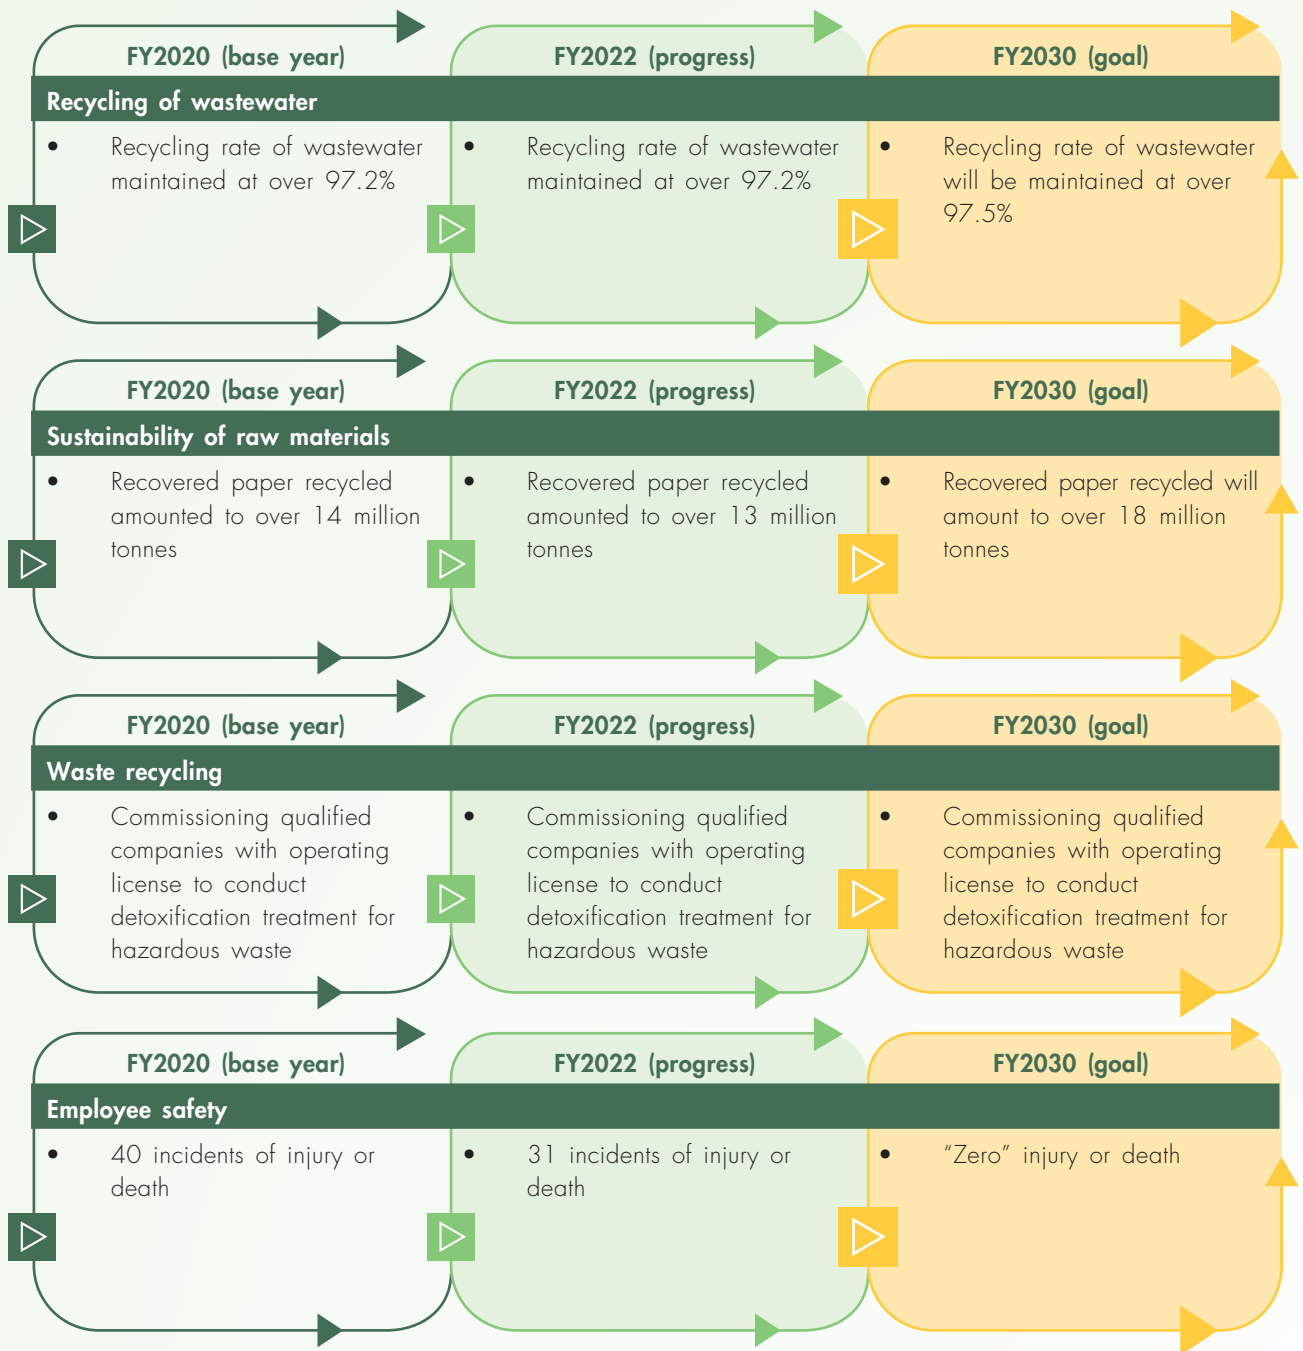 FY2020 (base year)
FY2022 (progress)
FY2030 (goal)
Recycling of wastewater
• Recycling rate of wastewater
maintained at over 97.2%
• Recycling rate of wastewater
maintained at over 97.2%
• Recycling rate of wastewater
will be maintained at over
97.5%
FY2020 (base year)
FY2022 (progress)
FY2030 (goal)
Sustainability of raw materials
• Recovered paper recycled
amounted to over 14 million
tonnes
• Recovered paper recycled
amounted to over 13 million
tonnes
• Recovered paper recycled will
amount to over 18 million
tonnes
FY2020 (base year)
FY2022 (progress)
FY2030 (goal)
Waste recycling
• Commissioning qualified
companies with operating
license to conduct
detoxification treatment for
hazardous waste
• Commissioning qualified
companies with operating
license to conduct
detoxification treatment for
hazardous waste
• Commissioning qualified
companies with operating
license to conduct
detoxification treatment for
hazardous waste
FY2020 (base year)
FY2022 (progress)
FY2030 (goal)
Employee safety
• 40 incidents of injury or
death
• 31 incidents of injury or
death
• “Zero” injury or death